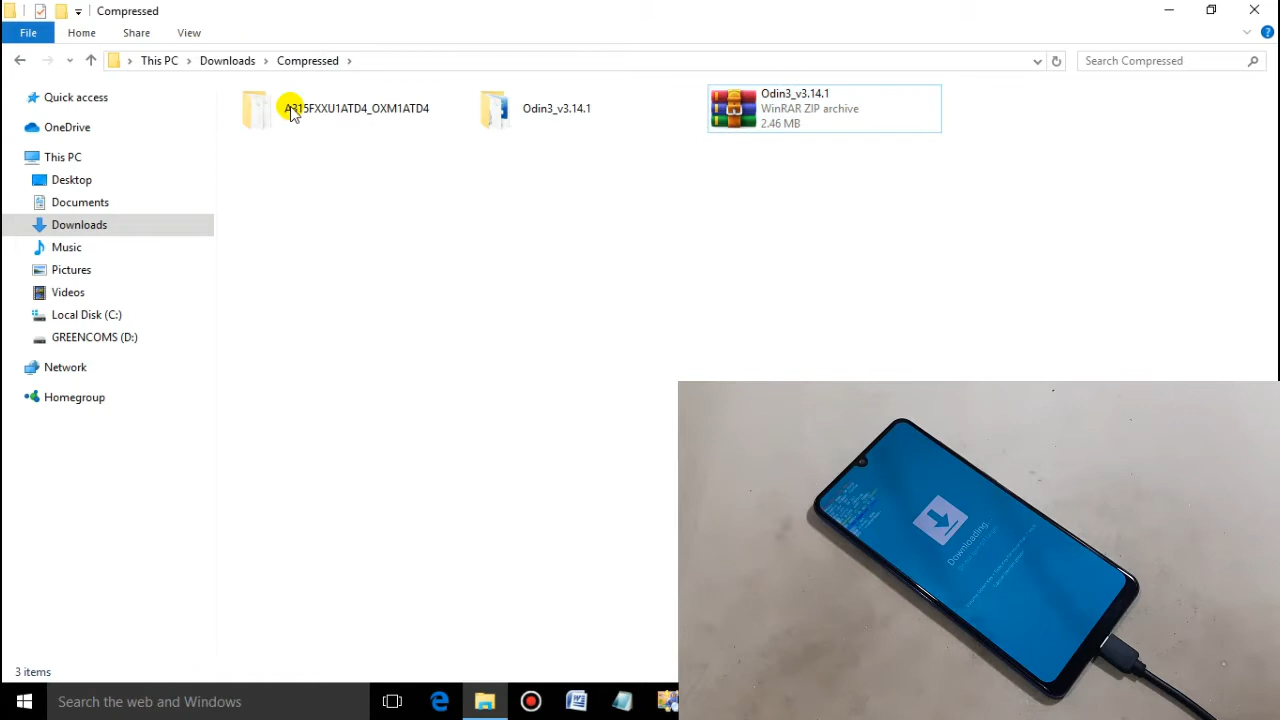 Compressed
File
Home
Share
View
This PC
Downloads
Compressed
Search Compressed
Quick access
OneDrive
This PC
Desktop
Documents
Downloads
Music
Pictures
Videos
Local Disk (C:)
GREENCOMS (D:)
Network
Homegroup
A315FXXU1ATD4_OXM1ATD4
Odin3_v3.14.1
Odin3_v3.14.1
WinRAR ZIP archive
2.46 MB
Downloading..
3 items
Search the web and Windows